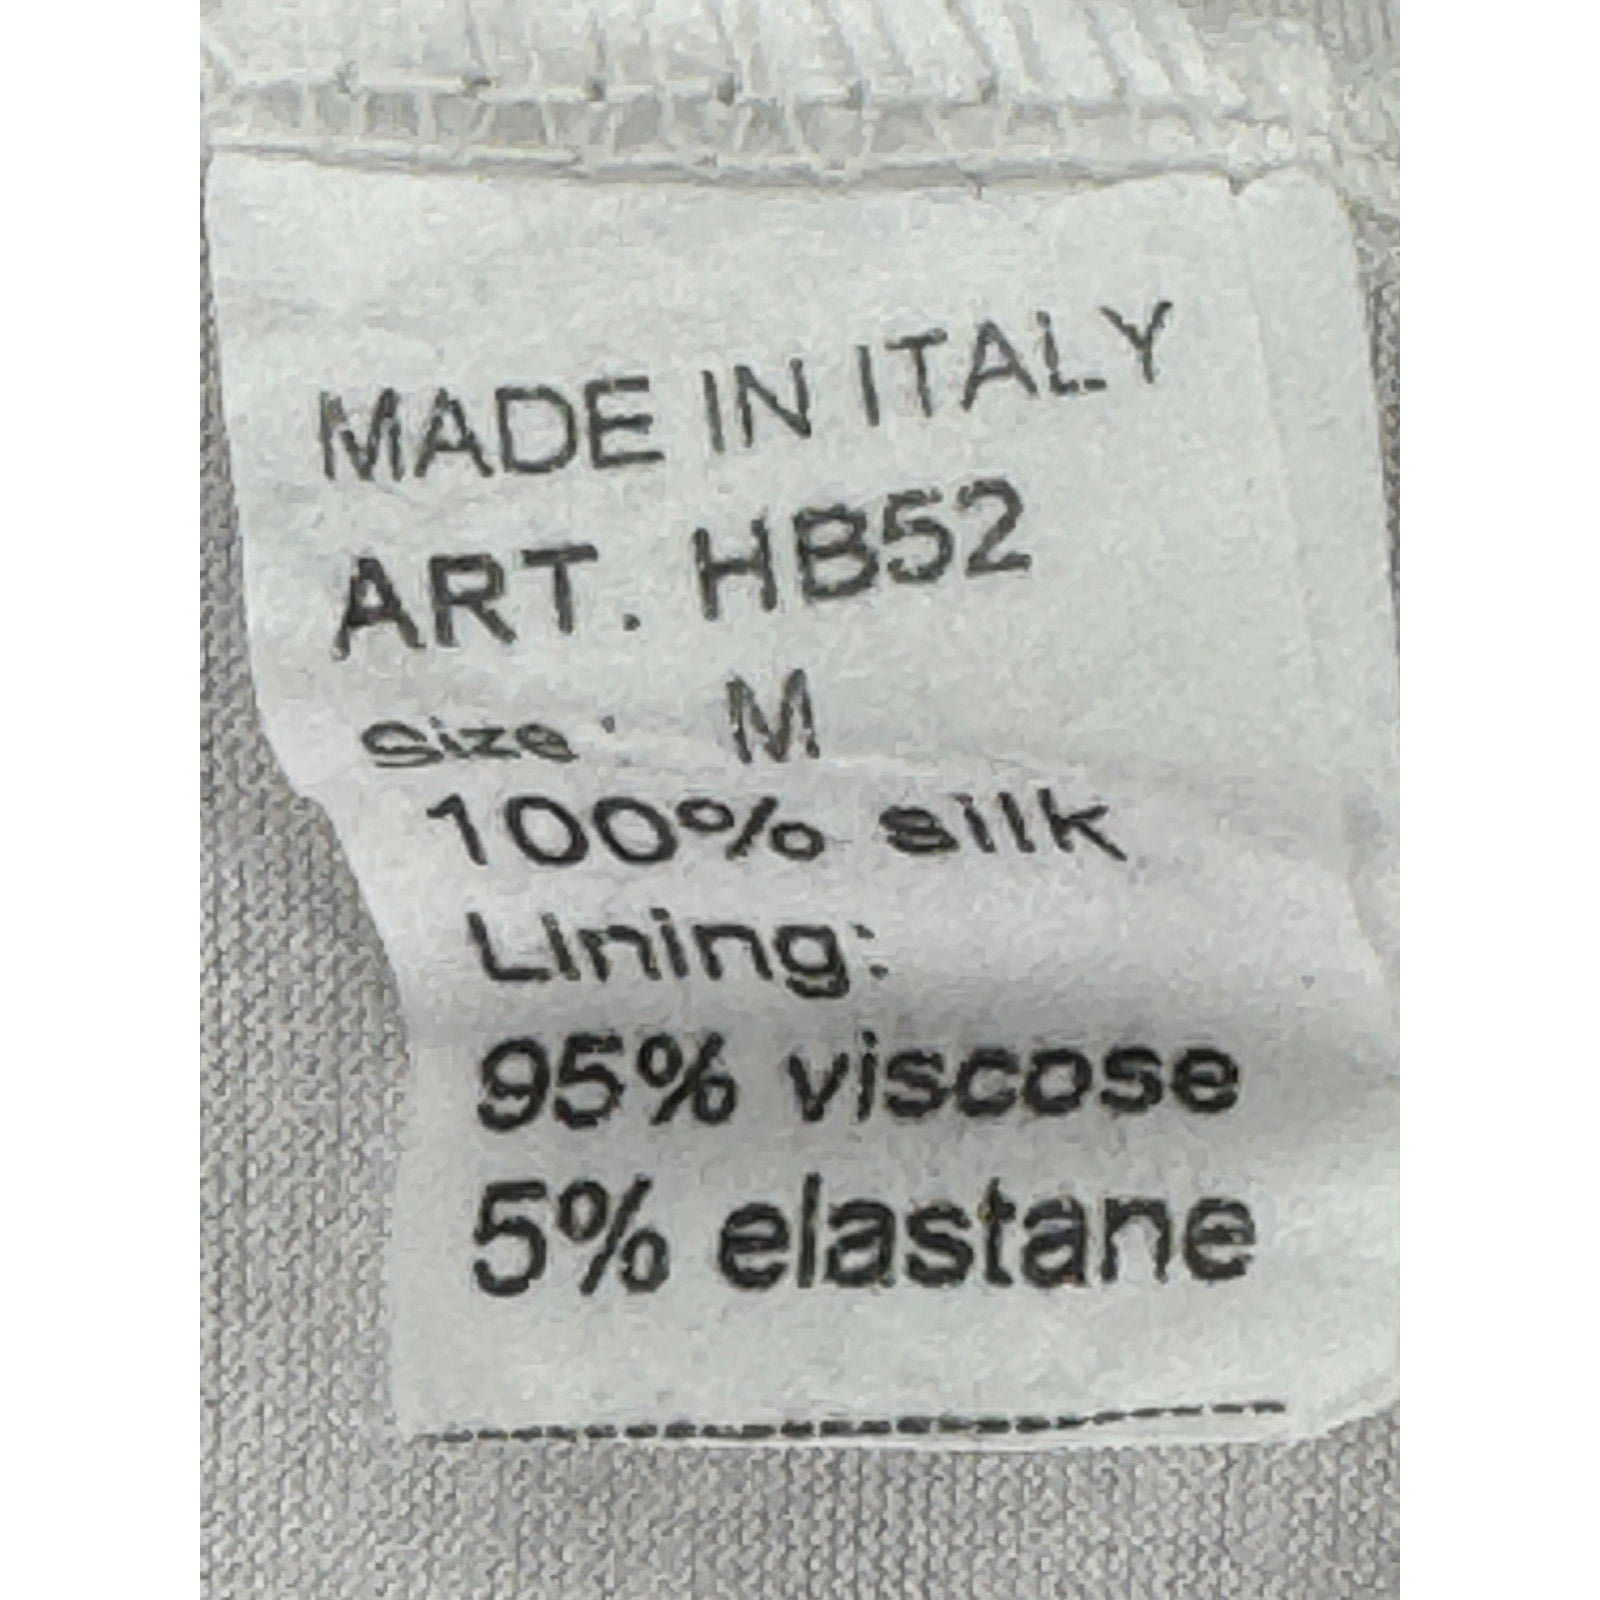 MADE IN ITALY
ART. HB52
Size: M
100% silk
Lining:
95% viscose
5% elastane